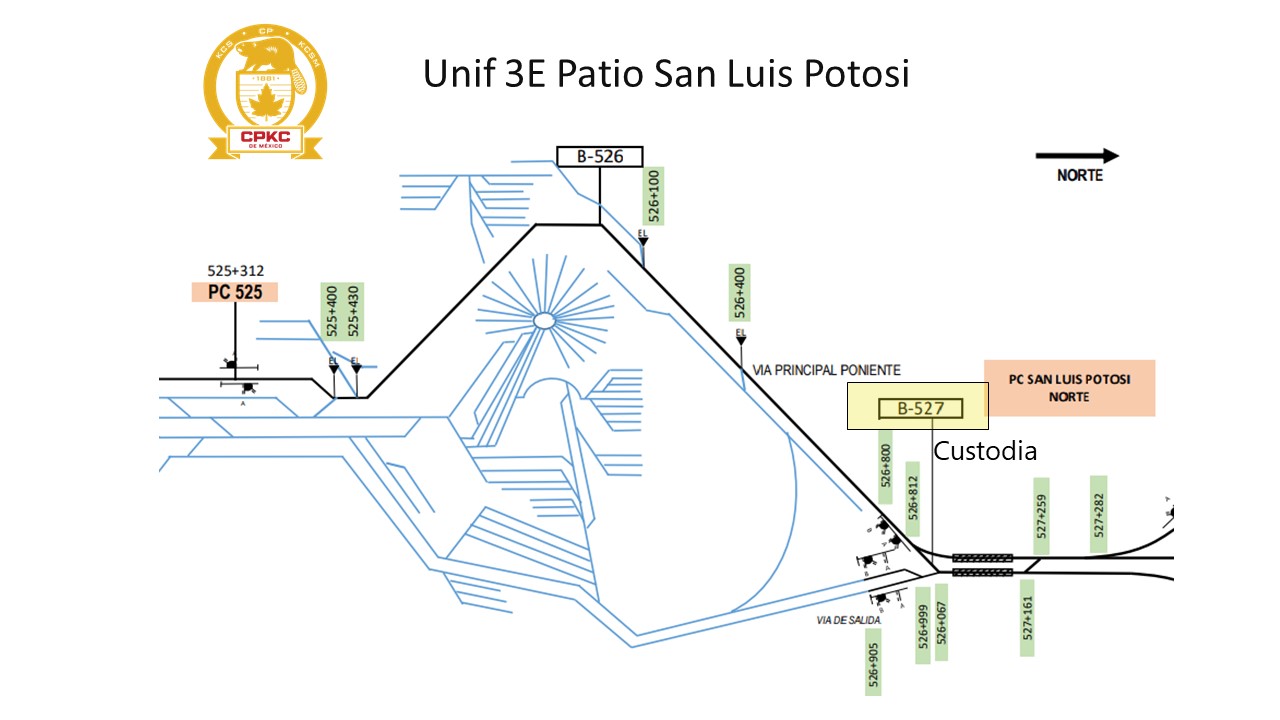 KCS • CP • KCSM
• 1881 •
CPKC
DE MÉXICO
Unif 3E Patio San Luis Potosi
NORTE
B-526
526+100
EL
525+312
PC 525
525+400
525+430
EL
EL
A
A
526+400
EL
VIA PRINCIPAL PONIENTE
PC SAN LUIS POTOSI
NORTE
B-527
Custodia
526+800
526+812
527+259
527+282
VIA DE SALIDA
526+905
526+999
526+067
527+161